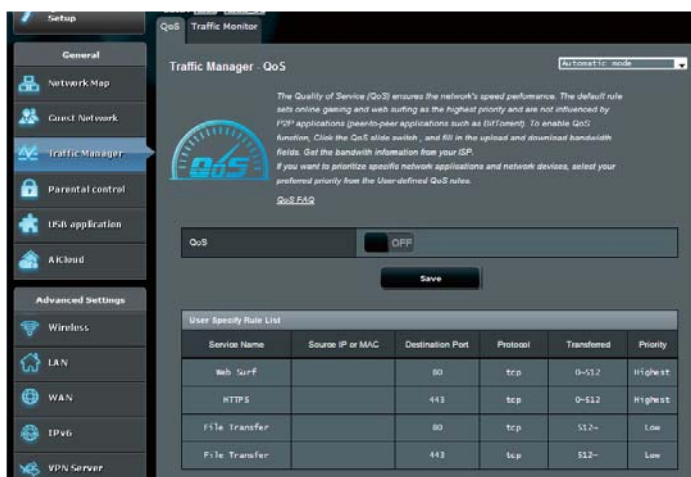 Setup
QoS Traffic Monitor
General
Network Map
Guest Network
Traffic Manager
Parental control
USB application
AiCloud
Advanced Settings
Wireless
LAN
WAN
IPv6
VPN Server
Traffic Manager - QoS
Automatic mode
The Quality of Service (QoS) ensures the network's speed performance. The default rule
sets online gaming and web surfing as the highest priority and are not influenced by
P2P applications (peer-to-peer applications such as BitTorrent). To enable QoS
function, Click the QoS slide switch , and fill in the upload and download bandwidth
fields. Get the bandwith information from your ISP.
If you want to prioritize specific network applications and network devices, select your
preferred priority from the User-defined QoS rules.
QoS
QoS FAQ
QoS OFF
Save
User Specify Rule List
Service Name Source IP or MAC Destination Port Protocol Transferred Priority
Web Surf 80 tcp 0~512 Highest
HTTPS 443 tcp 0~512 Highest
File Transfer 80 tcp 512~ Low
File Transfer 443 tcp 512~ Low